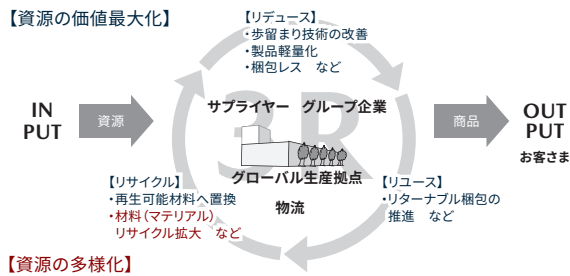 【資源の価値最大化】
【リデュース】
・歩留まり技術の改善
・製品軽量化
・梱包レス　など
3R
サプライヤー　グループ企業
IN
PUT
資源
商品
OUT
PUT
お客さま
グローバル生産拠点
物流
【リサイクル】
・再生可能材料へ置換
・材料（マテリアル）
リサイクル拡大　など
【リユース】
・リターナブル梱包の
推進　など
【資源の多様化】